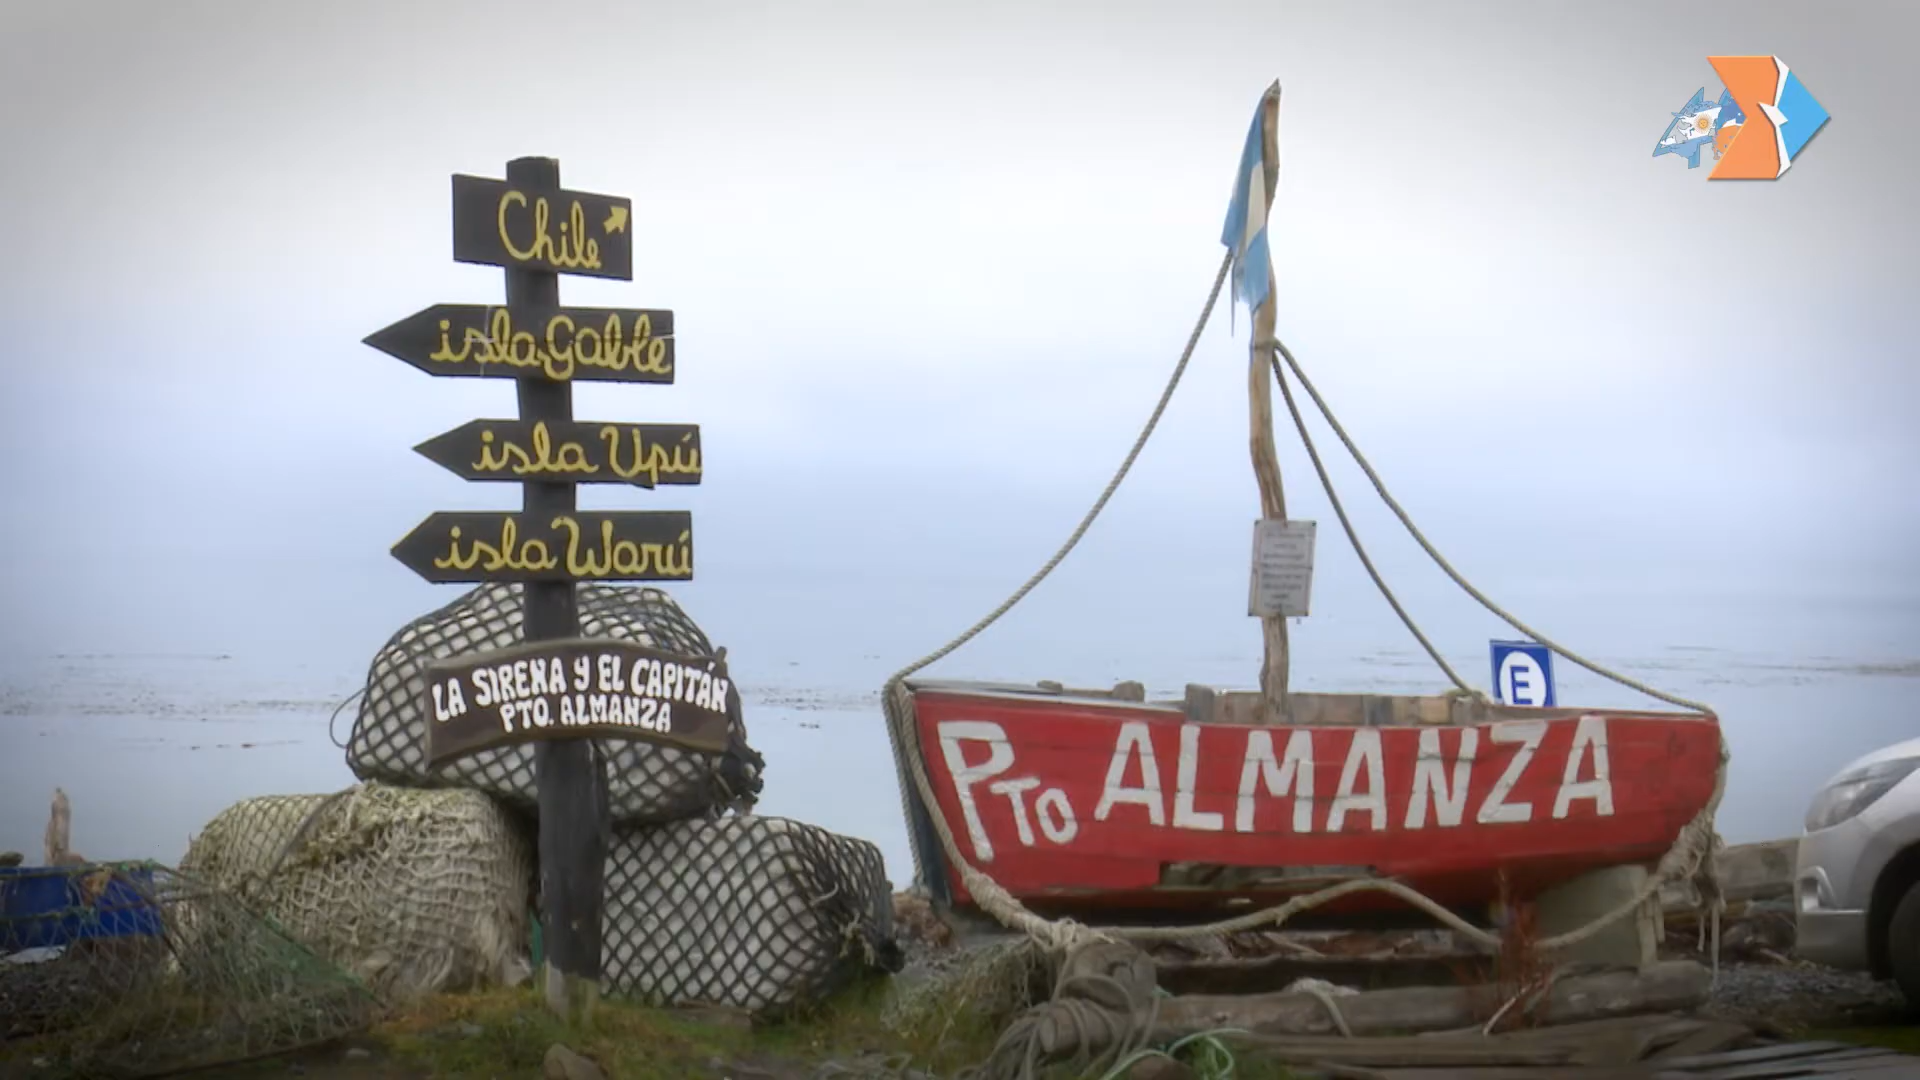 Chile
isla Gable
isla Upú
isla Warú
LA SIRENA Y EL CAPITÁN
PTO. ALMANZA
PTO ALMANZA
E